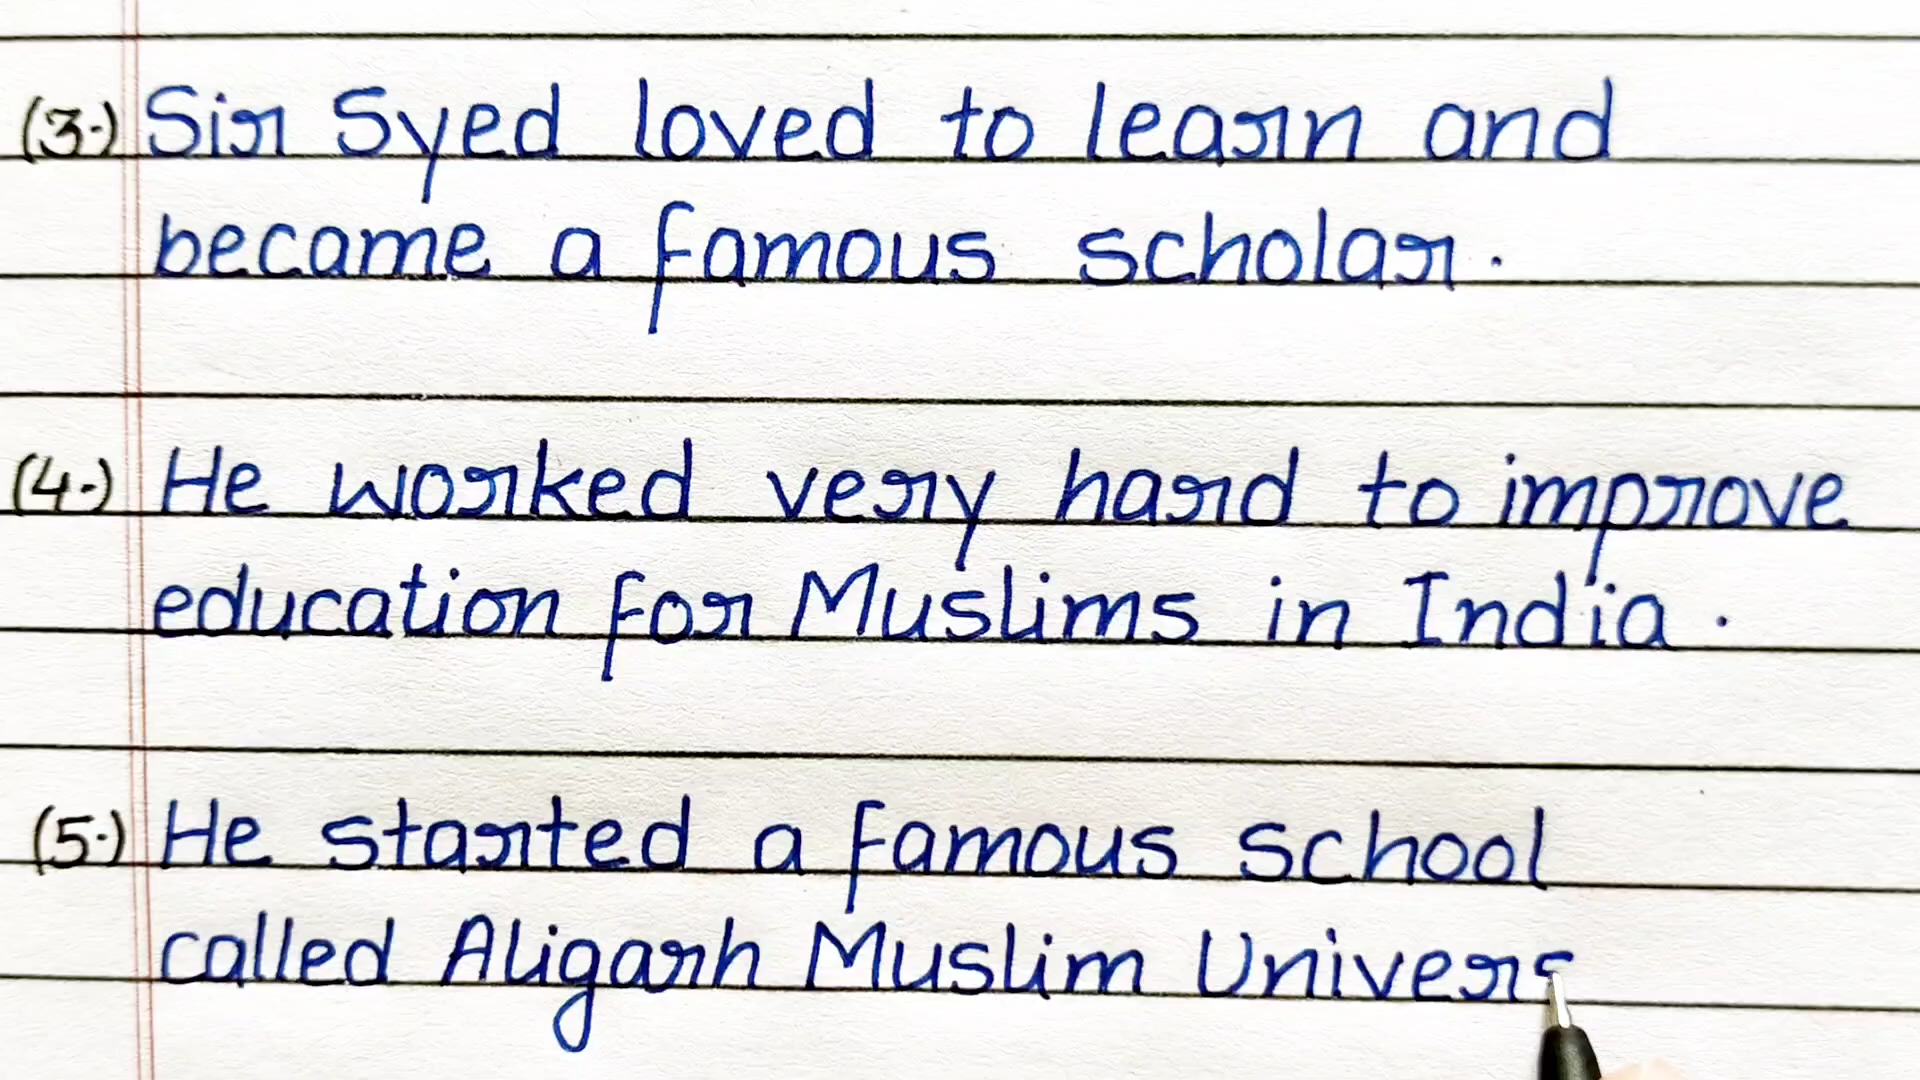 (3.) Sir Syed loved to learn and
became a famous scholar.
(4.) He worked very hard to improve
education for Muslims in India.
(5.) He started a famous school
called Aligarh Muslim Univers